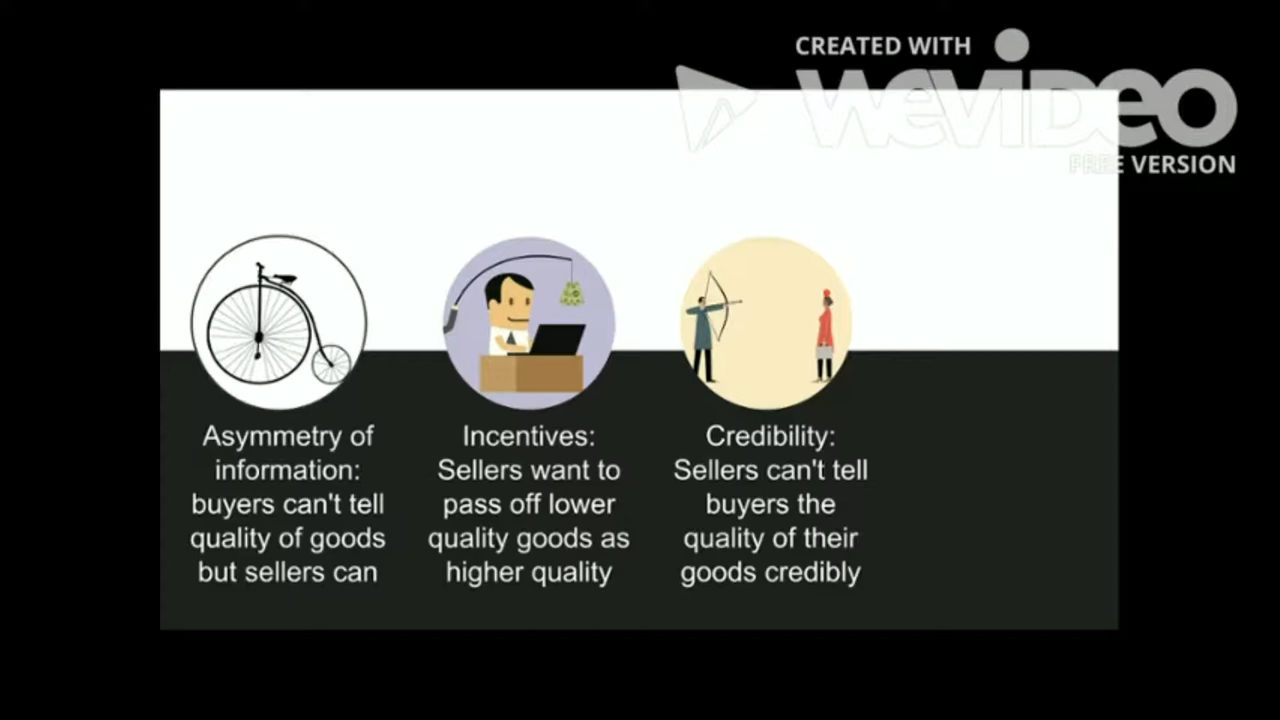 CREATED WITH
WeVideo
FREE VERSION
Asymmetry of
information:
buyers can't tell
quality of goods
but sellers can
Incentives:
Sellers want to
pass off lower
quality goods as
higher quality
Credibility:
Sellers can't tell
buyers the
quality of their
goods credibly